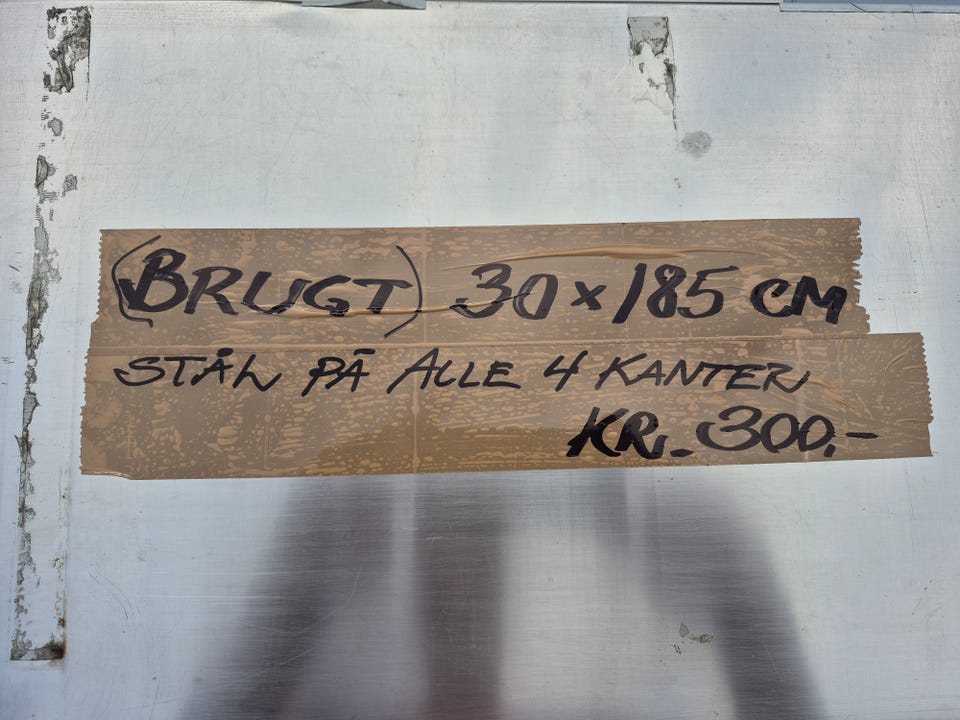 (BRUGT) 30 x 185 CM
STÅL PÅ ALLE 4 KANTER
KR. 300,-